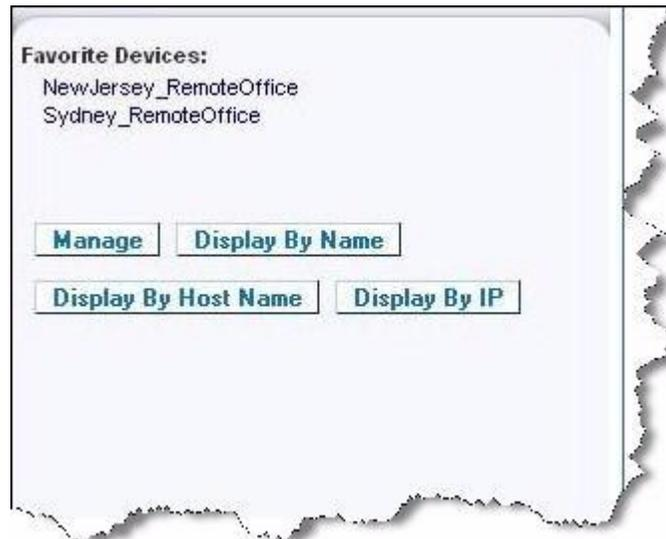 Favorite Devices:
NewJersey_RemoteOffice
Sydney_RemoteOffice
Manage Display By Name
Display By Host Name Display By IP